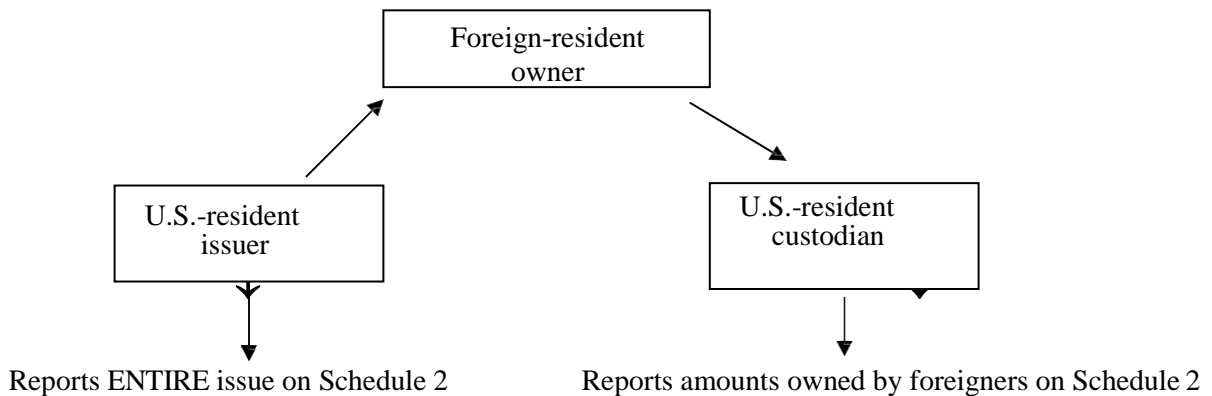 Foreign-resident
owner
U.S.-resident
issuer
U.S.-resident
custodian
Reports ENTIRE issue on Schedule 2
Reports amounts owned by foreigners on Schedule 2